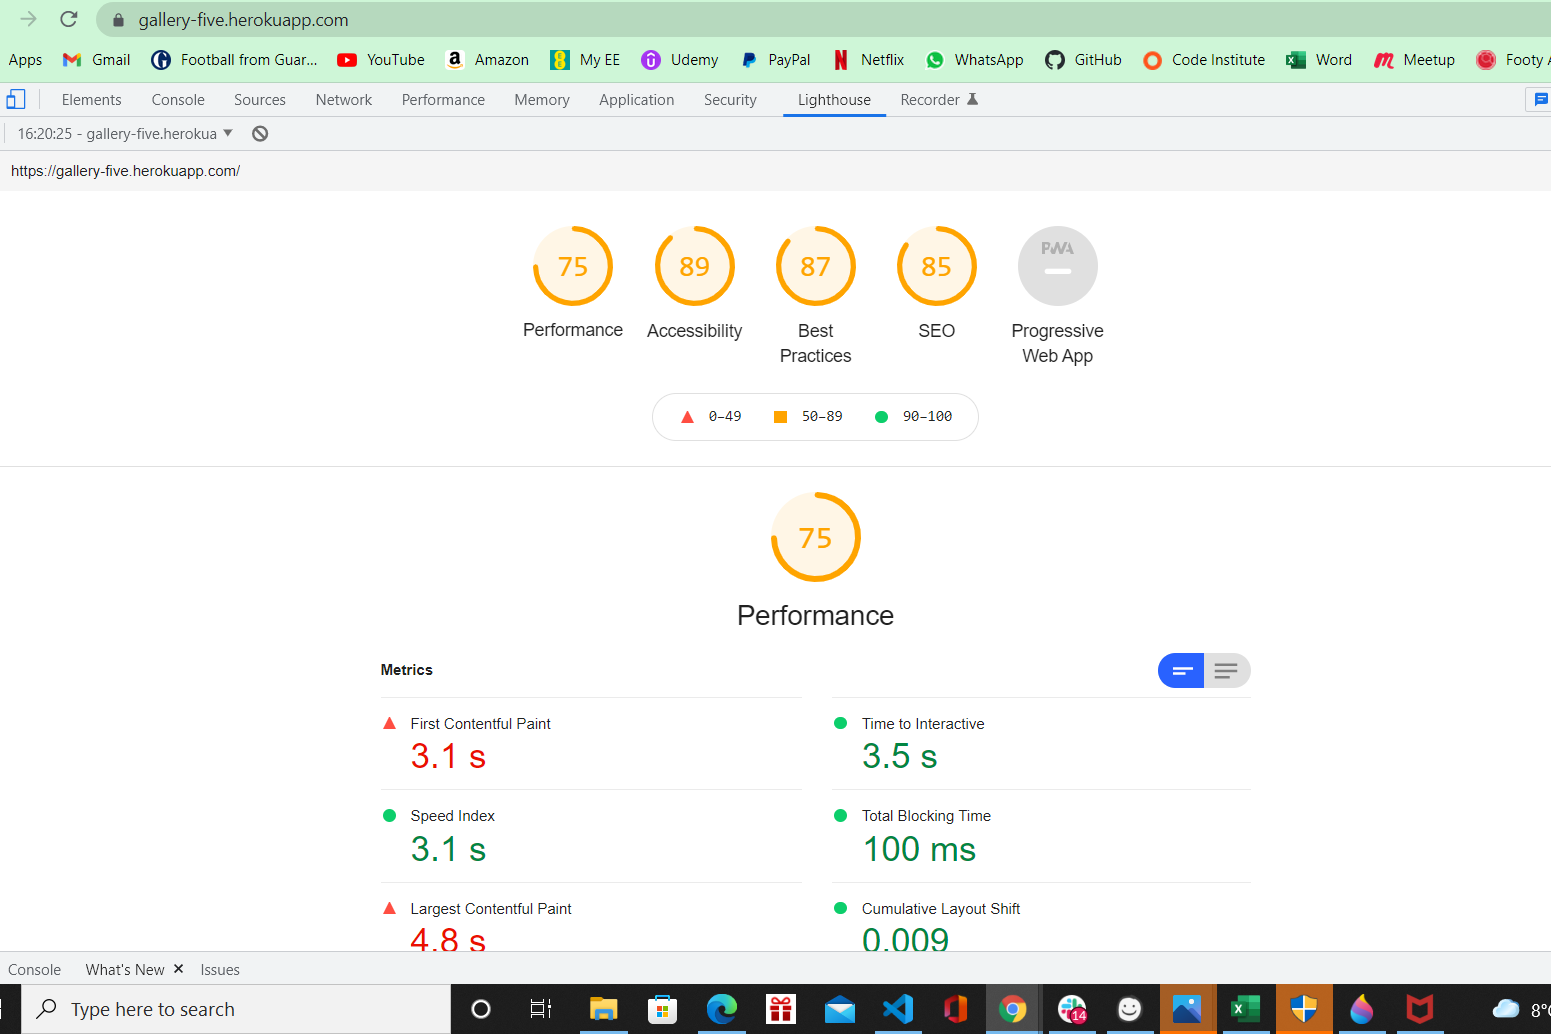 gallery-five.herokuapp.com
Apps Gmail Football from Guar... YouTube Amazon My EE Udemy PayPal Netflix WhatsApp GitHub Code Institute Word Meetup Footy
Elements Console Sources Network Performance Memory Application Security Lighthouse Recorder
16:20:25 - gallery-five.herokua
https://gallery-five.herokuapp.com/
75 89 87 85 PWA
Performance Accessibility Best Practices SEO Progressive Web App
0–49 50–89 90–100
75
Performance
Metrics
First Contentful Paint
3.1 s
Time to Interactive
3.5 s
Speed Index
3.1 s
Total Blocking Time
100 ms
Largest Contentful Paint
4.8 s
Cumulative Layout Shift
0.009
Console What's New × Issues
Type here to search
14
8°